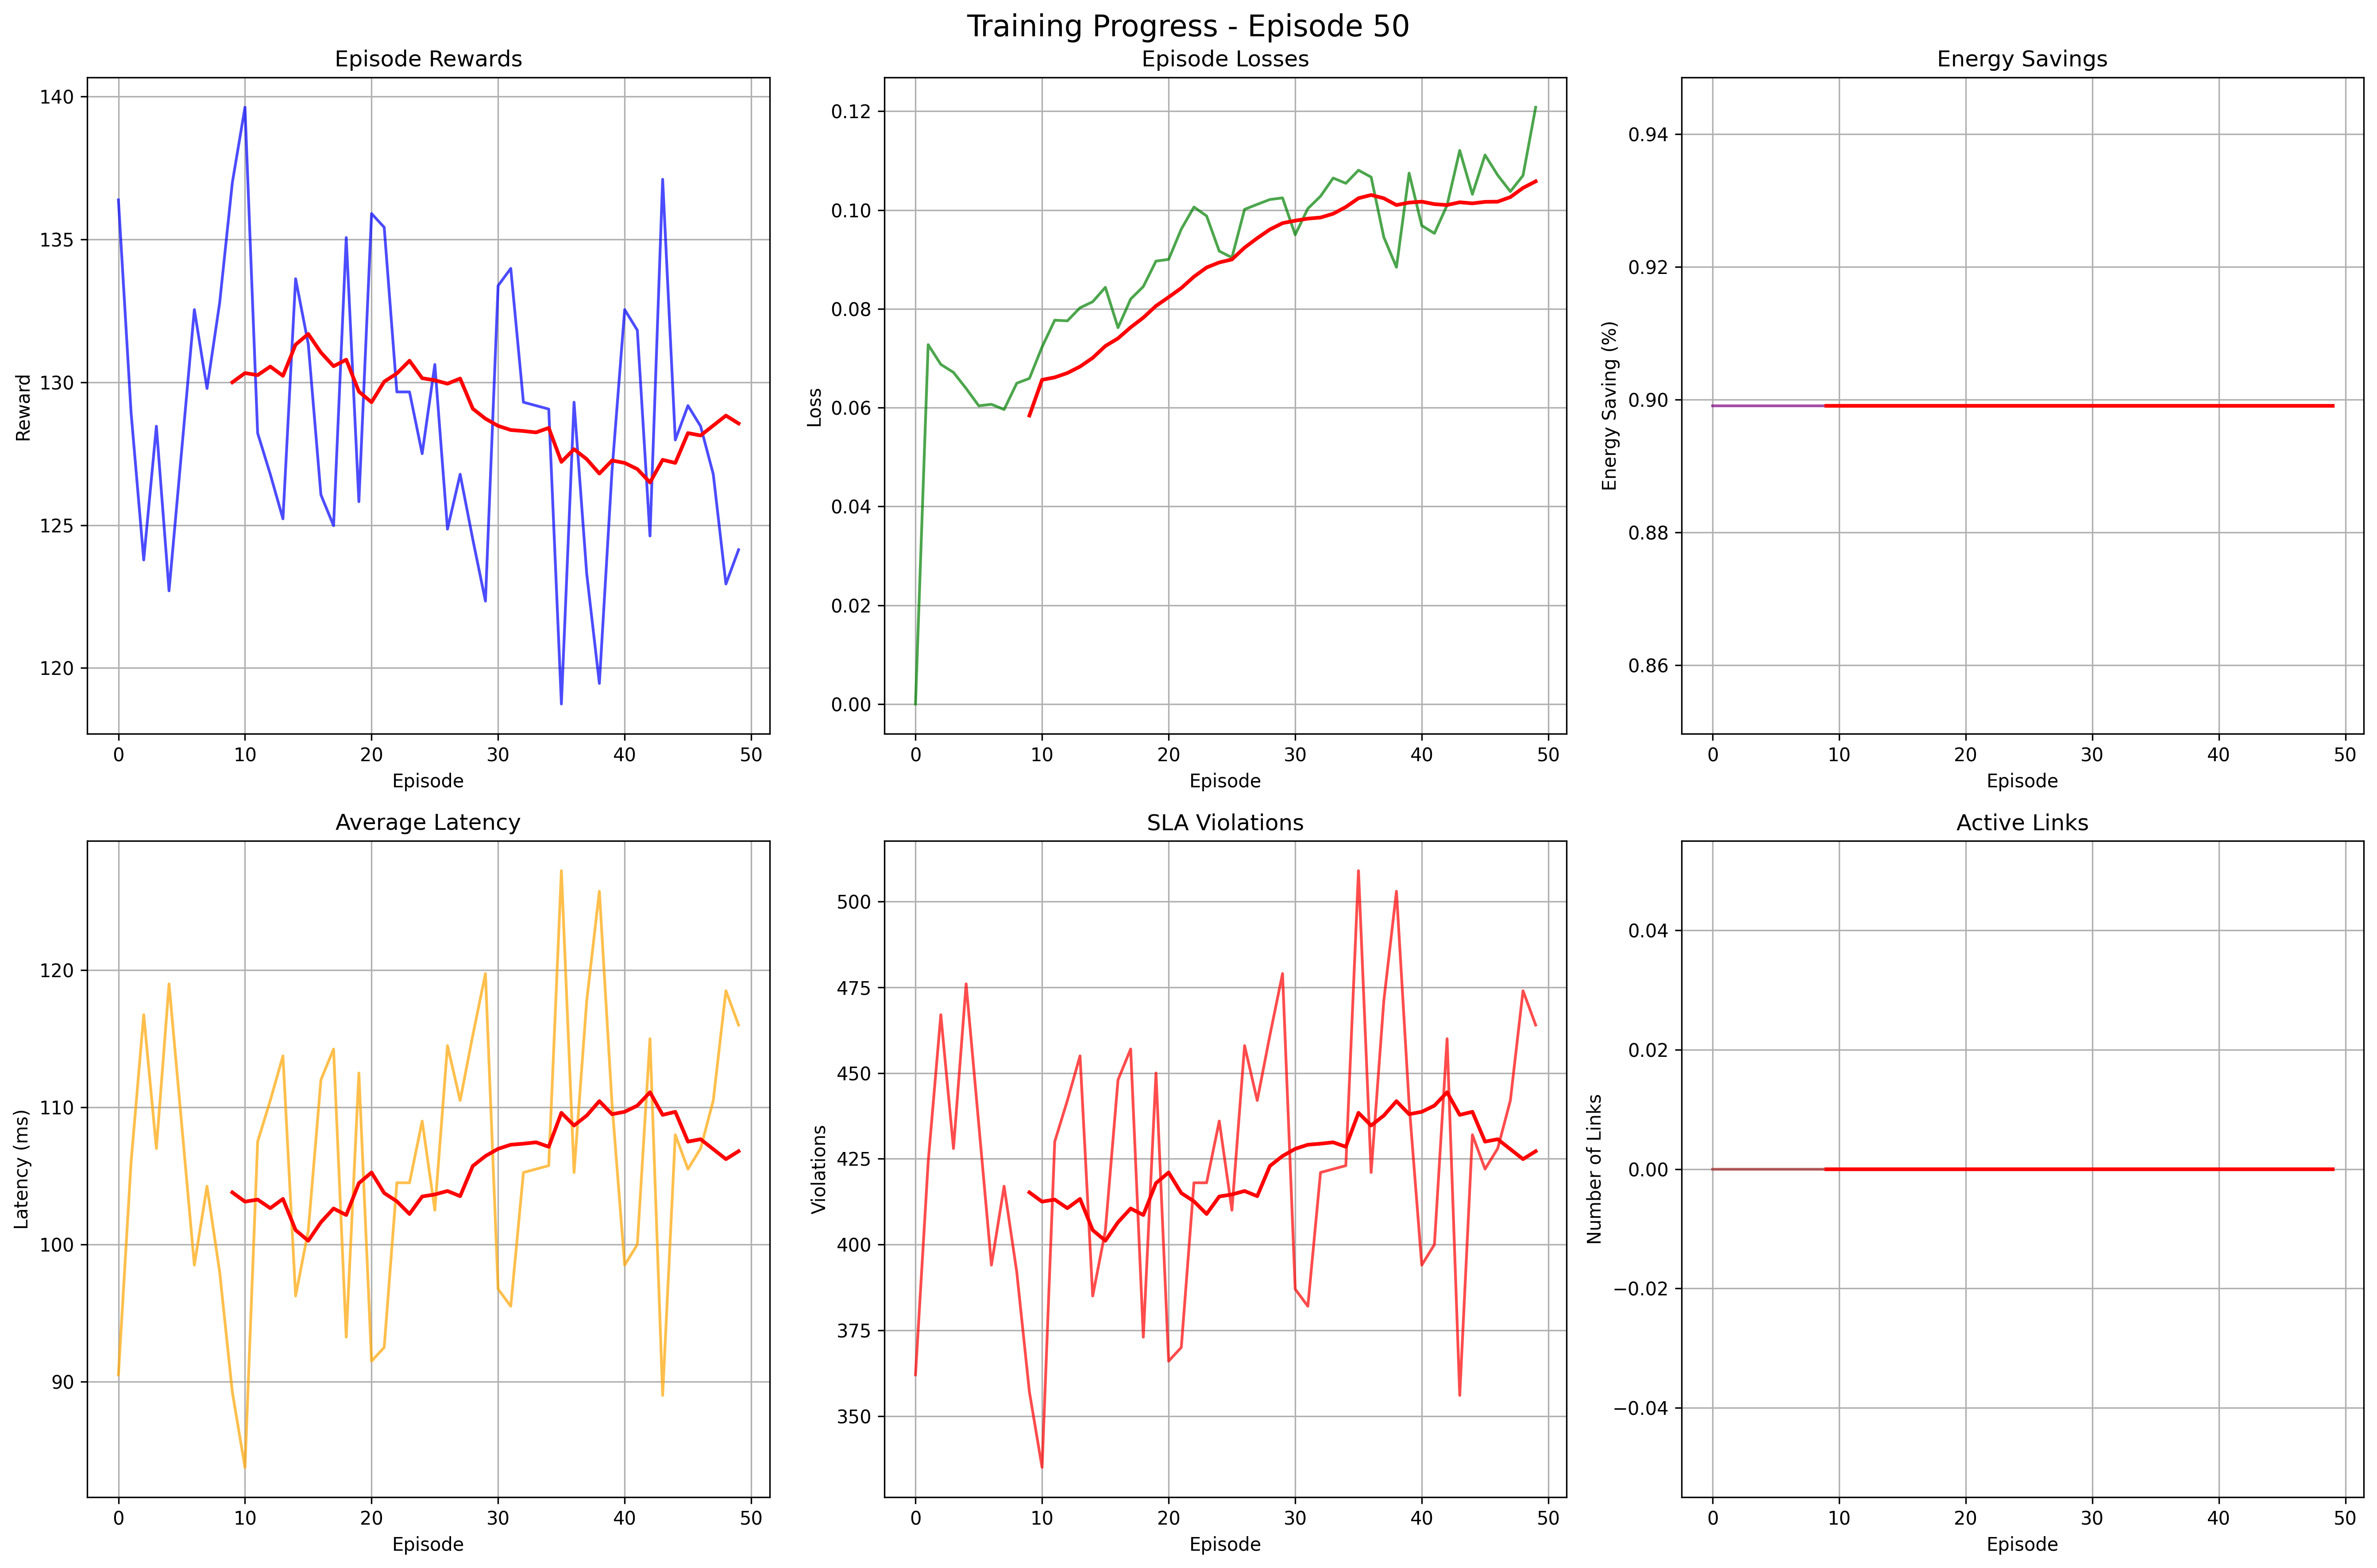 Training Progress - Episode 50
Episode Rewards
Reward
140
135
130
125
120
0 10 20 30 40 50
Episode
Episode Losses
Loss
0.12
0.10
0.08
0.06
0.04
0.02
0.00
0 10 20 30 40 50
Episode
Energy Savings
Energy Saving (%)
0.94
0.92
0.90
0.88
0.86
0 10 20 30 40 50
Episode
Average Latency
Latency (ms)
120
110
100
90
0 10 20 30 40 50
Episode
SLA Violations
Violations
500
475
450
425
400
375
350
0 10 20 30 40 50
Episode
Active Links
Number of Links
0.04
0.02
0.00
−0.02
−0.04
0 10 20 30 40 50
Episode